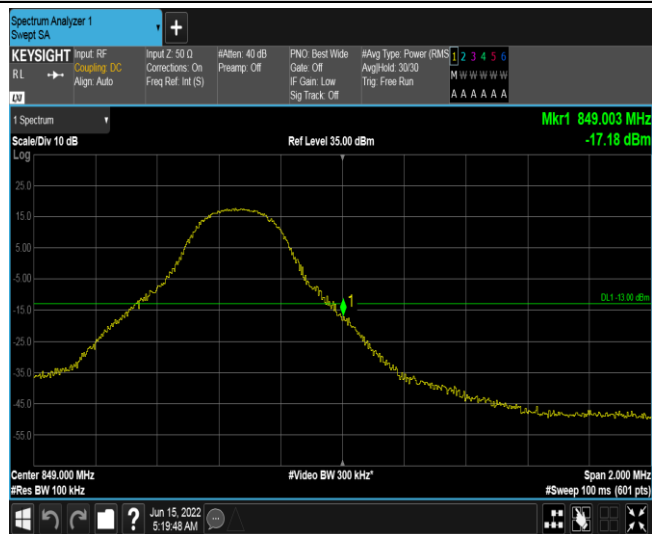 Spectrum Analyzer 1
Swept SA
+
KEYSIGHT
R L
LXI
Input: RF
Coupling: DC
Align: Auto
Input Z: 50 Ω
Corrections: On
Freq Ref: Int (S)
#Atten: 40 dB
Preamp: Off
PNO: Best Wide
Gate: Off
IF Gain: Low
Sig Track: Off
#Avg Type: Power (RMS
Avg|Hold: 30/30
Trig: Free Run
1 2 3 4 5 6
M W W W W W
A A A A A A
1 Spectrum
Mkr1 849.003 MHz
Scale/Div 10 dB
Ref Level 35.00 dBm
-17.18 dBm
Log
25.0
15.0
5.00
-5.00
1
DL1 -13.00 dBm
-15.0
-25.0
-35.0
-45.0
-55.0
Center 849.000 MHz
#Video BW 300 kHz*
Span 2.000 MHz
#Res BW 100 kHz
#Sweep 100 ms (601 pts)
?
Jun 15, 2022
5:19:48 AM